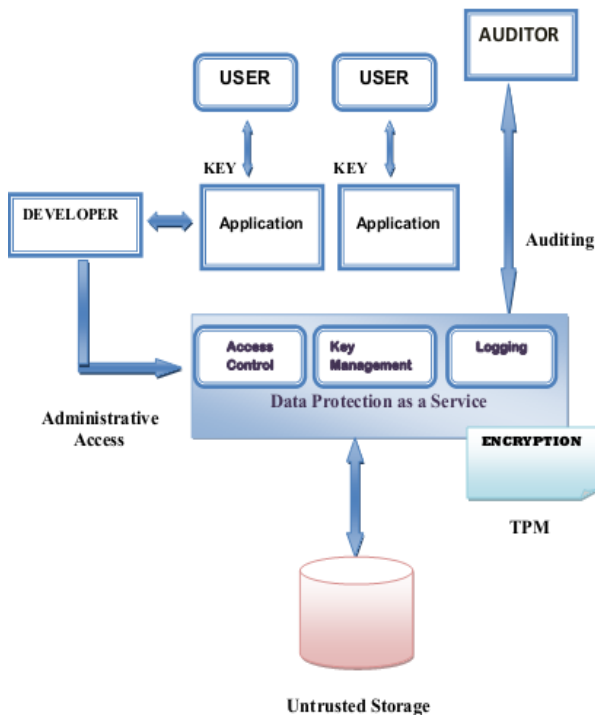 AUDITOR
USER
USER
KEY
KEY
DEVELOPER
Application
Application
Auditing
Access
Control
Key
Management
Logging
Data Protection as a Service
Administrative
Access
ENCRYPTION
TPM
Untrusted Storage